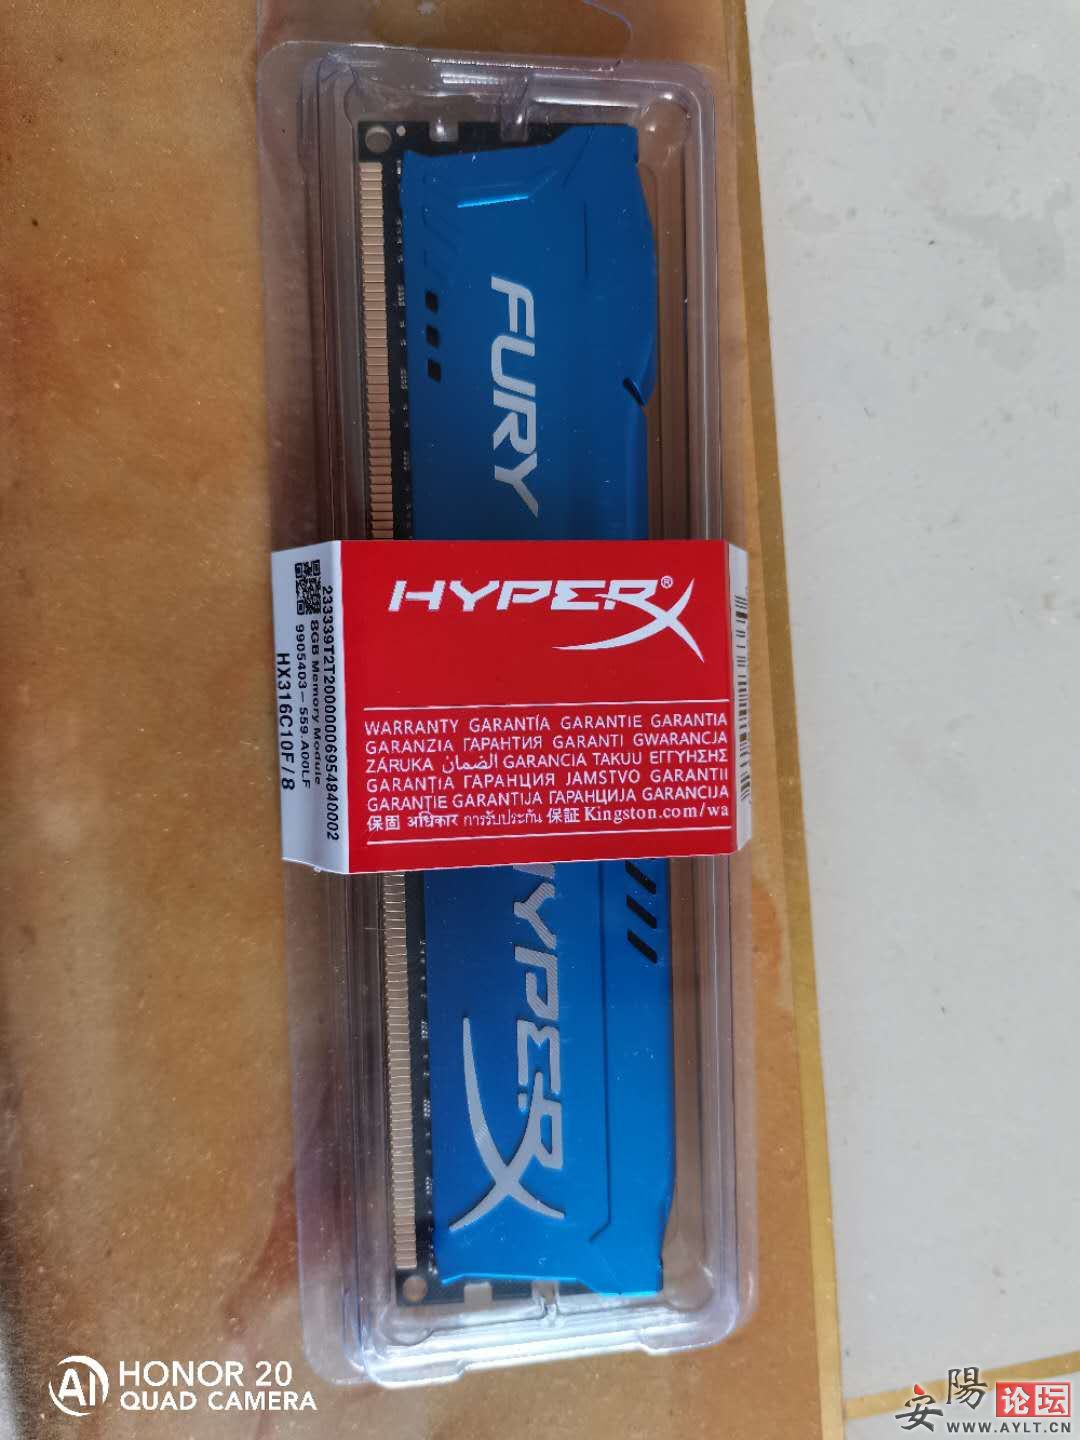 FURY
HYPERX®
WARRANTY GARANTÍA GARANTIE GARANTIA
GARANZIA ГАРАНТИЯ GARANTI GWARANCJA
ZÁRUKA الضمان GARANCIA TAKUU ΕΓΓΥΗΣΗΣ
GARANȚIA ГАРАНЦИЯ JAMSTVO GARANTII
GARANȚIE GARANTIJA ГАРАНЦИЈА GARANCIJA
保固 अधिकार การรับประกัน 保証 Kingston.com/wa
233339T2T2000006954840002
8GB Memory Module
9905403-559.A00LF
HX316C10F/8
HYPERX
AI HONOR 20
QUAD CAMERA
安陽论坛
WWW.AYLT.CN